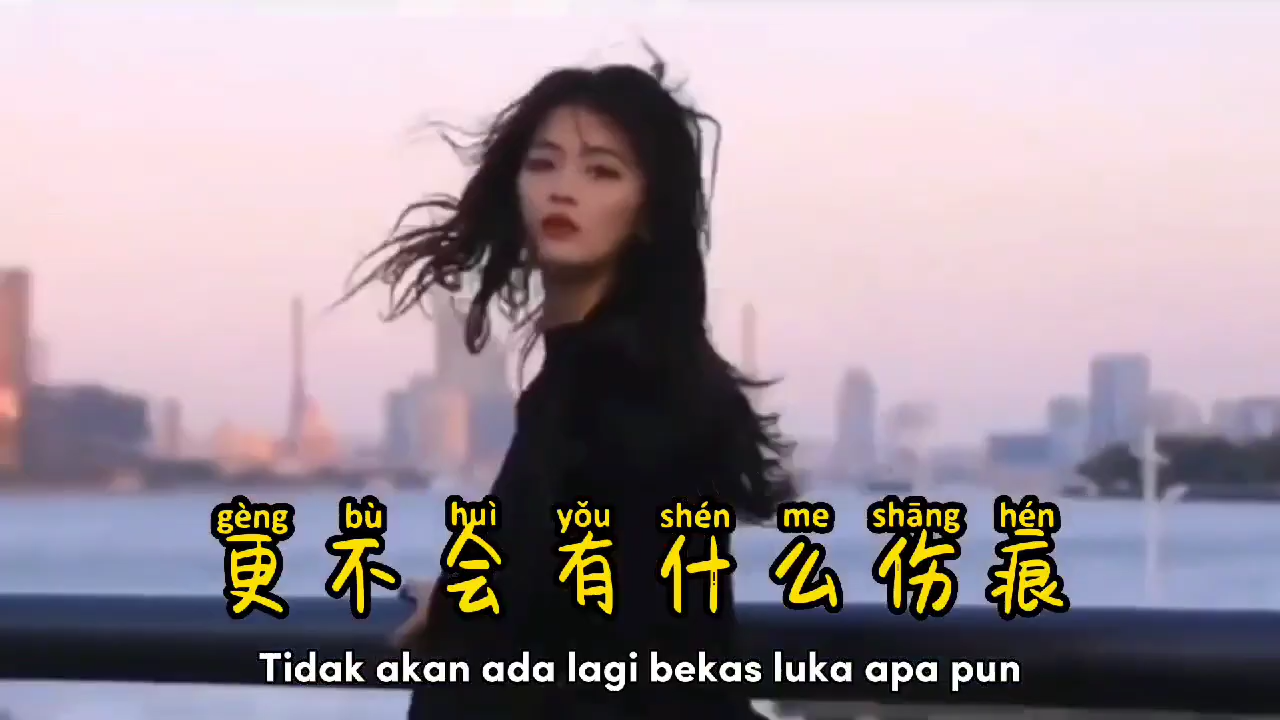 gèng bù huì yǒu shén me shāng hén
更不会有什么伤痕
Tidak akan ada lagi bekas luka apa pun